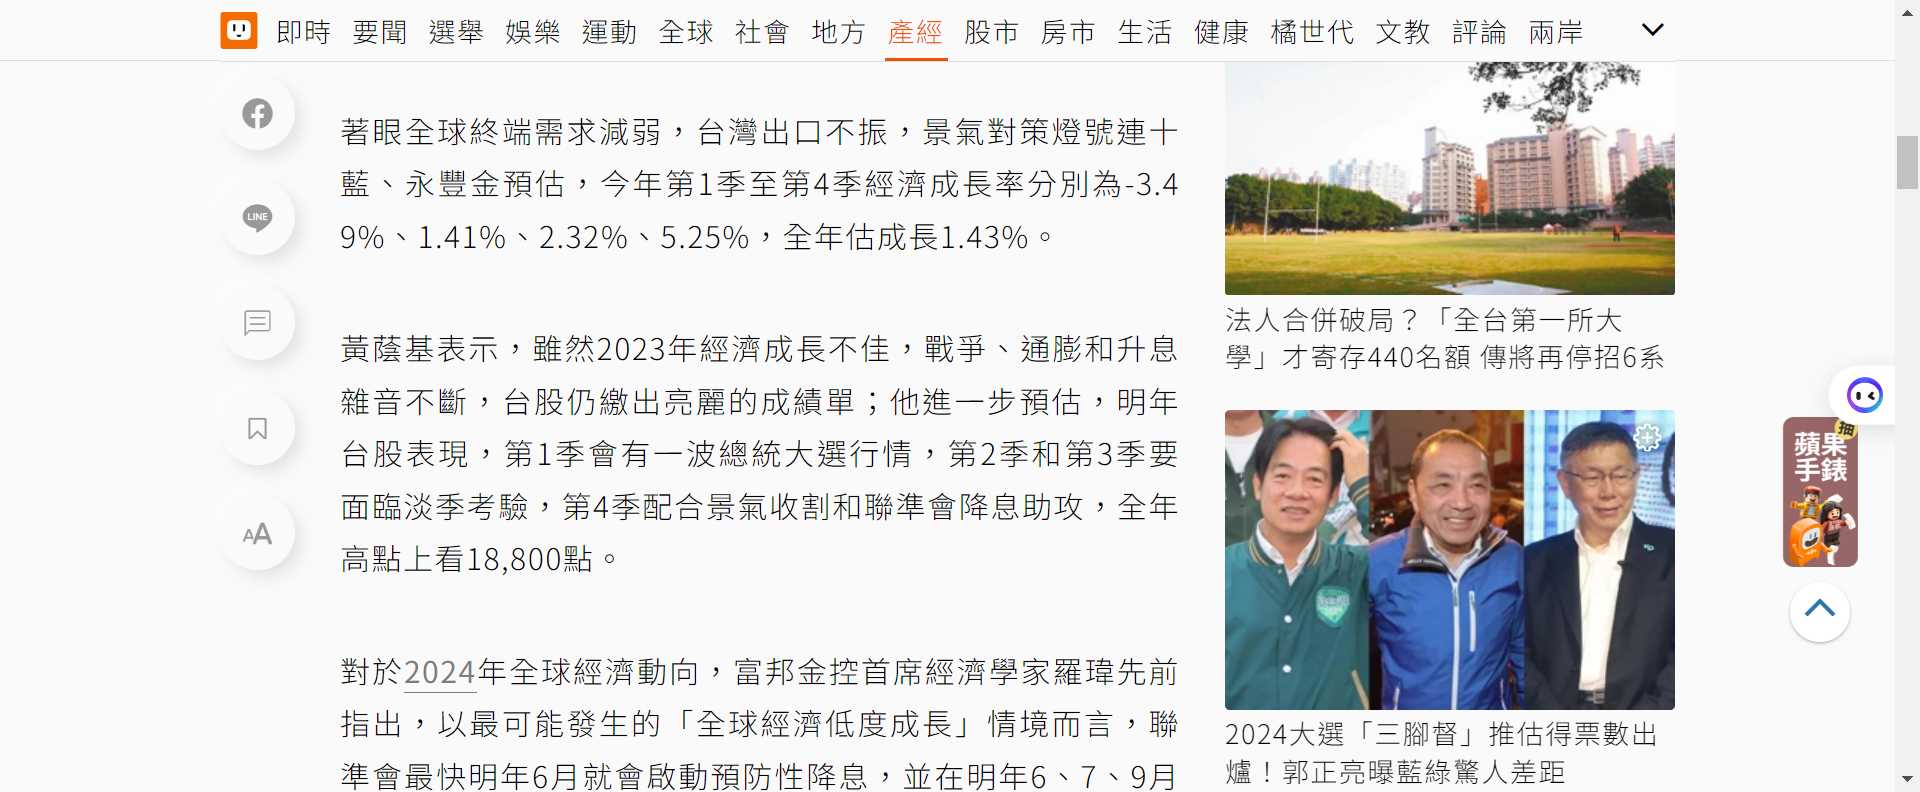 即時 要聞 選舉 娛樂 運動 全球 社會 地方 產經 股市 房市 生活 健康 橘世代 文教 評論 兩岸
著眼全球終端需求減弱，台灣出口不振，景氣對策燈號連十
藍、永豐金預估，今年第1季至第4季經濟成長率分別為-3.4
9%、1.41%、2.32%、5.25%，全年估成長1.43%。
黃蔭基表示，雖然2023年經濟成長不佳，戰爭、通膨和升息
雜音不斷，台股仍繳出亮麗的成績單；他進一步預估，明年
台股表現，第1季會有一波總統大選行情，第2季和第3季要
面臨淡季考驗，第4季配合景氣收割和聯準會降息助攻，全年
高點上看18,800點。
對於2024年全球經濟動向，富邦金控首席經濟學家羅瑋先前
指出，以最可能發生的「全球經濟低度成長」情境而言，聯
準會最快明年6月就會啟動預防性降息，並在明年6、7、9月
LINE
AA
法人合併破局？「全台第一所大
學」才寄存440名額 傳將再停招6系
2024大選「三腳督」推估得票數出
爐！郭正亮曝藍綠驚人差距
抽
蘋果
手錶